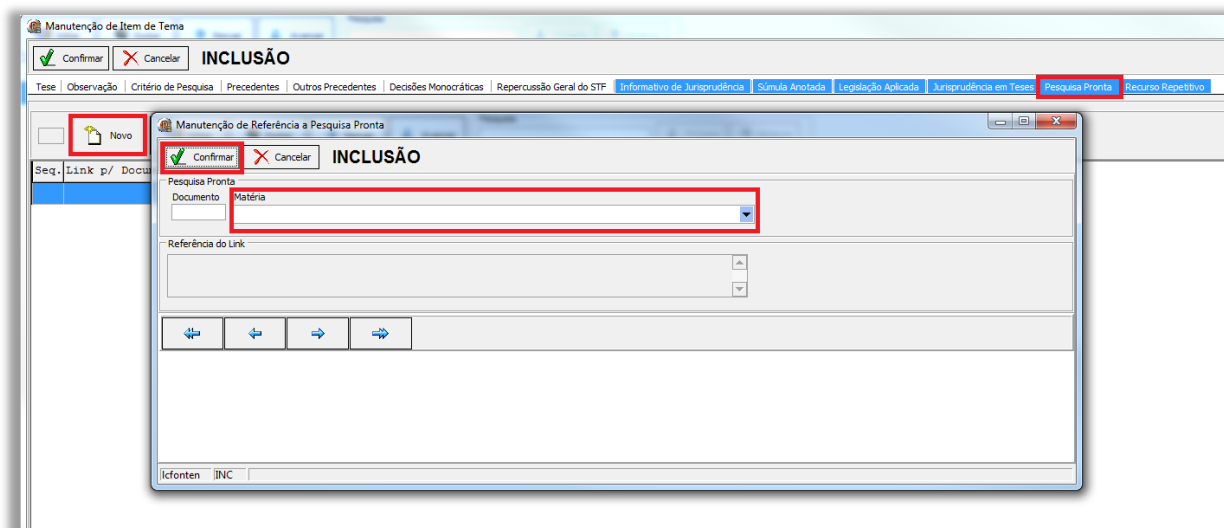 Manutenção de Item de Tema
Confirmar Cancelar INCLUSÃO
Tese Observação Critério de Pesquisa Precedentes Outros Precedentes Decisões Monocráticas Repercussão Geral do STF Informativo de Jurisprudência Súmula Anotada Legislação Aplicada Jurisprudência em Teses Pesquisa Pronta Recurso Repetitivo
Novo
Seq. Link p/
Manutenção de Referência a Pesquisa Pronta
Confirmar Cancelar INCLUSÃO
Pesquisa Pronta
Documento Matéria
Referência do Link
lcfonten INC